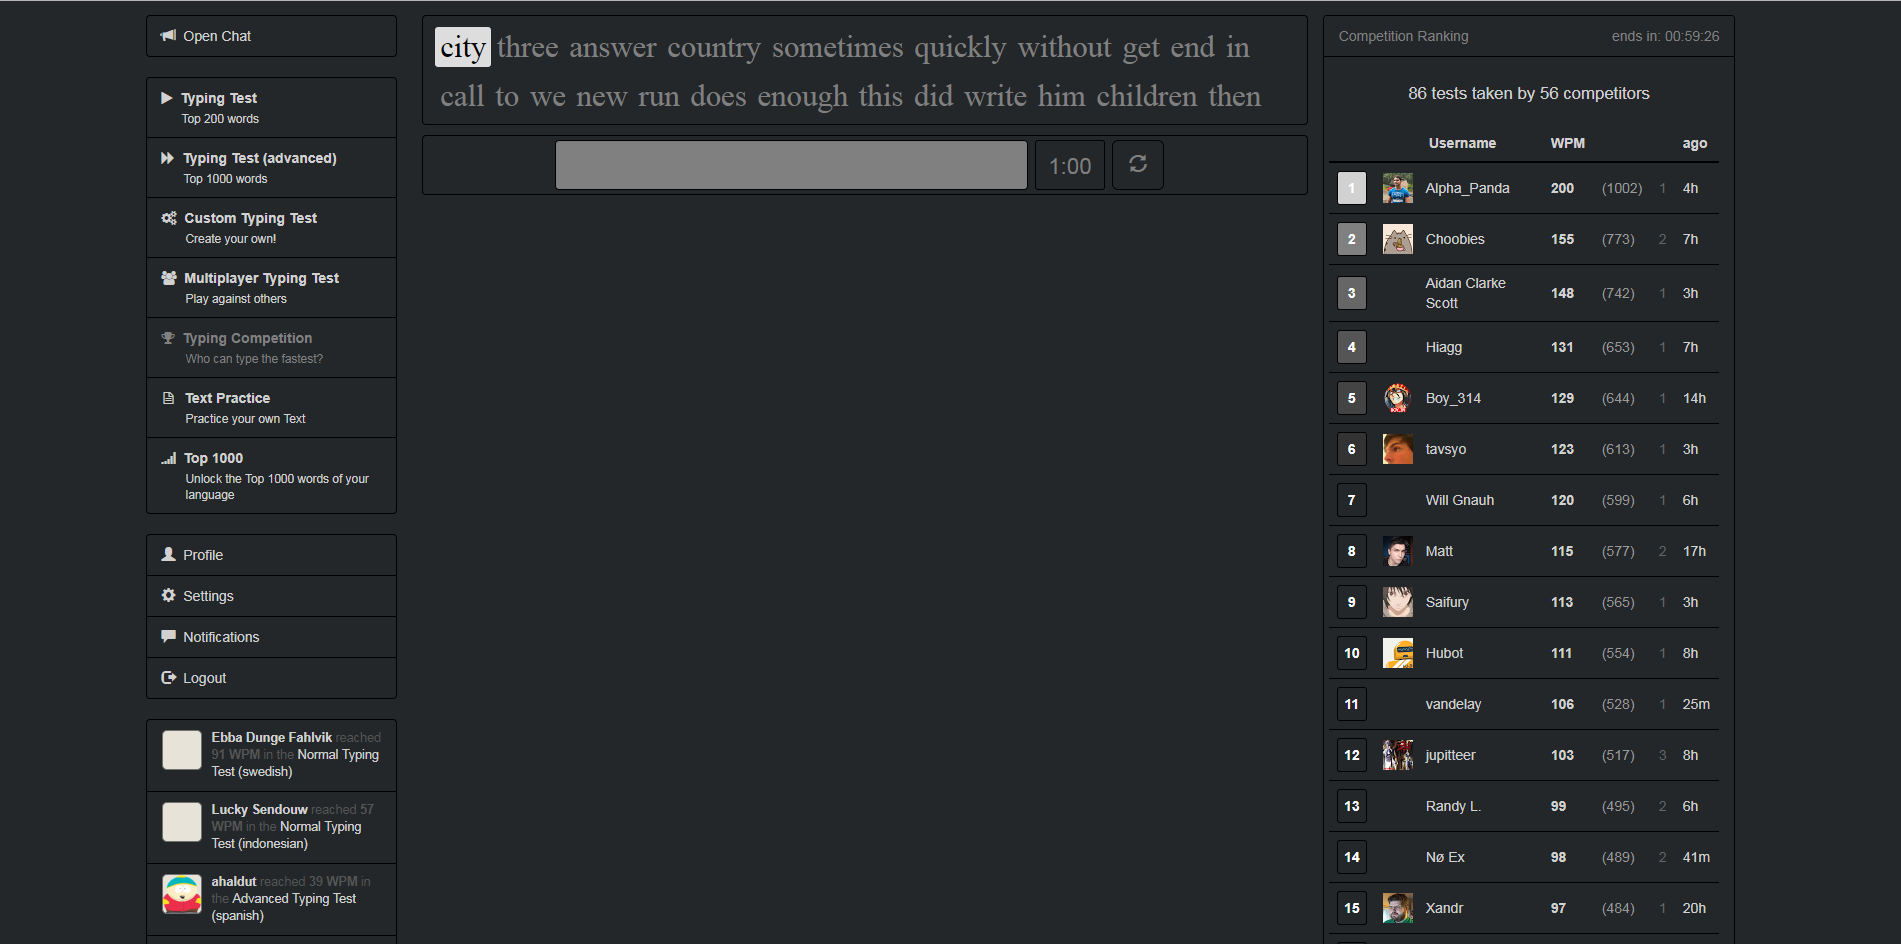 Open Chat
Typing Test
Top 200 words
Typing Test (advanced)
Top 1000 words
Custom Typing Test
Create your own!
Multiplayer Typing Test
Play against others
Typing Competition
Who can type the fastest?
Text Practice
Practice your own Text
Top 1000
Unlock the Top 1000 words of your
language
Profile
Settings
Notifications
Logout
Ebba Dunge Fahlvik reached
91 WPM in the Normal Typing
Test (swedish)
Lucky Sendouw reached 57
WPM in the Normal Typing
Test (indonesian)
ahaldut reached 39 WPM in
the Advanced Typing Test
(spanish)
city three answer country sometimes quickly without get end in
call to we new run does enough this did write him children then
1:00
Competition Ranking ends in: 00:59:26
86 tests taken by 56 competitors
Username WPM ago
1 Alpha_Panda 200 (1002) 1 4h
2 Choobies 155 (773) 2 7h
3 Aidan Clarke Scott 148 (742) 1 3h
4 Hiagg 131 (653) 1 7h
5 Boy_314 129 (644) 1 14h
6 tavsyo 123 (613) 1 3h
7 Will Gnauh 120 (599) 1 6h
8 Matt 115 (577) 2 17h
9 Saifury 113 (565) 1 3h
10 Hubot 111 (554) 1 8h
11 vandelay 106 (528) 1 25m
12 jupitteer 103 (517) 3 8h
13 Randy L. 99 (495) 2 6h
14 Nø Ex 98 (489) 2 41m
15 Xandr 97 (484) 1 20h